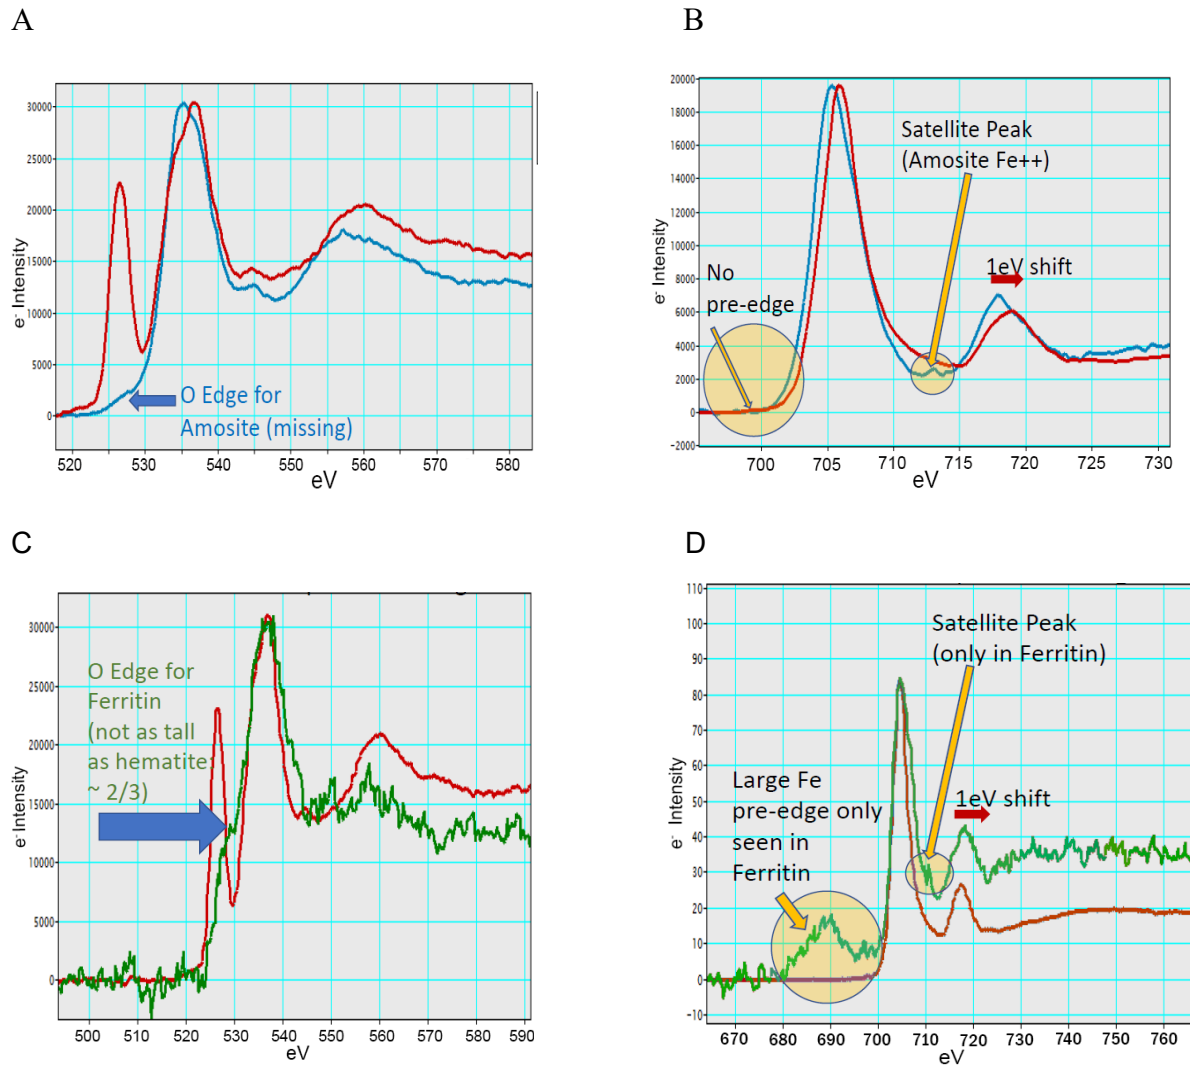 A
B
30000
25000
20000
15000
10000
5000
0
e- Intensity
O Edge for
Amosite (missing)
520 530 540 550 560 570 580
eV
20000
18000
16000
14000
12000
10000
8000
6000
4000
2000
0
−2000
e- Intensity
Satellite Peak
(Amosite Fe++)
No
pre-edge
1eV shift
700 705 710 715 720 725 730
eV
C
D
30000
25000
20000
15000
10000
5000
0
e- Intensity
O Edge for
Ferritin
(not as tall
as hematite
~ 2/3)
500 510 520 530 540 550 560 570 580 590
eV
110
100
90
80
70
60
50
40
30
20
10
0
−10
e- Intensity
Satellite Peak
(only in Ferritin)
Large Fe
pre-edge only
seen in
Ferritin
1eV shift
670 680 690 700 710 720 730 740 750 760
eV